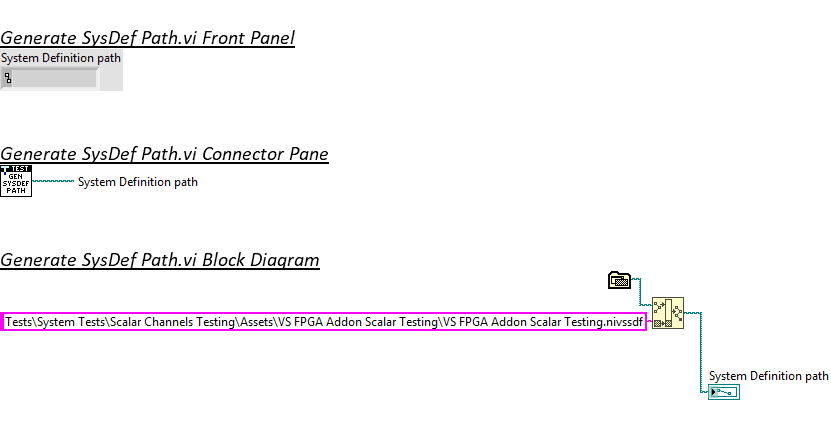 Generate SysDef Path.vi Front Panel
System Definition path
Generate SysDef Path.vi Connector Pane
TEST
GEN
SYSDEF
PATH
System Definition path
Generate SysDef Path.vi Block Diagram
Tests\System Tests\Scalar Channels Testing\Assets\VS FPGA Addon Scalar Testing\VS FPGA Addon Scalar Testing.nivssdf
System Definition path